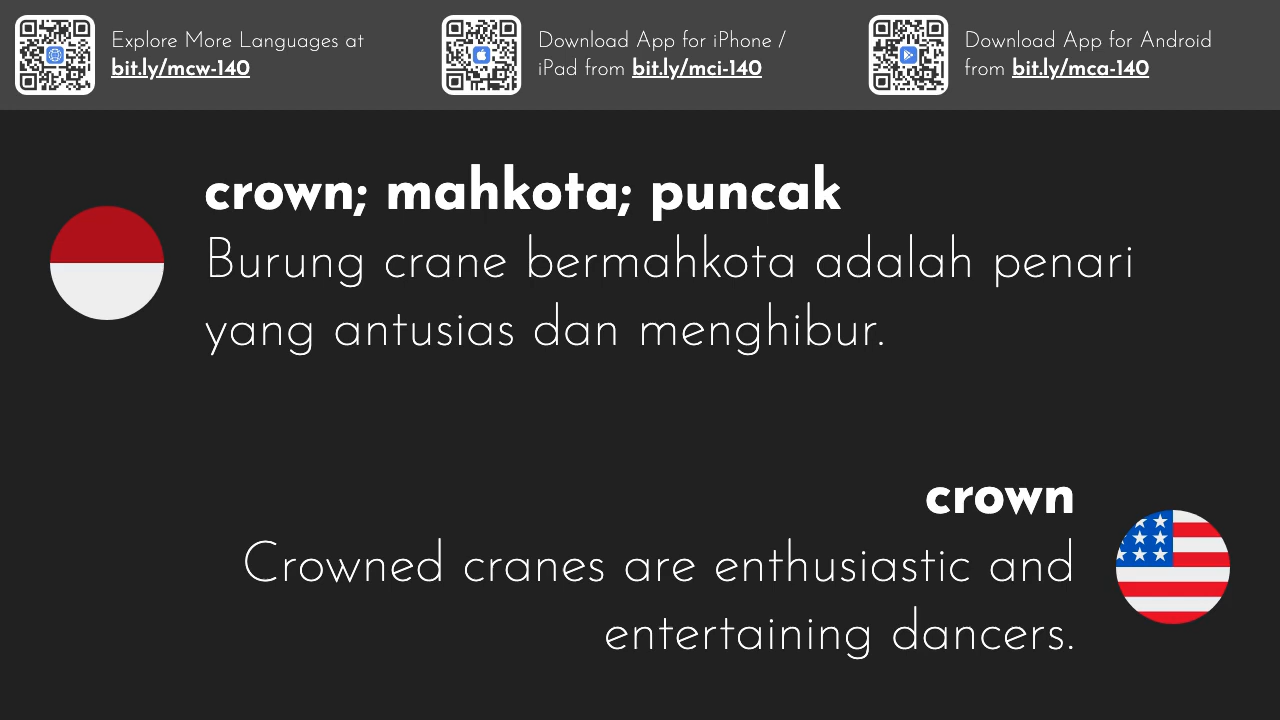 Explore More Languages at
bit.ly/mcw-140
Download App for iPhone /
iPad from bit.ly/mci-140
Download App for Android
from bit.ly/mca-140
crown; mahkota; puncak
Burung crane bermahkota adalah penari
yang antusias dan menghibur.
crown
Crowned cranes are enthusiastic and
entertaining dancers.